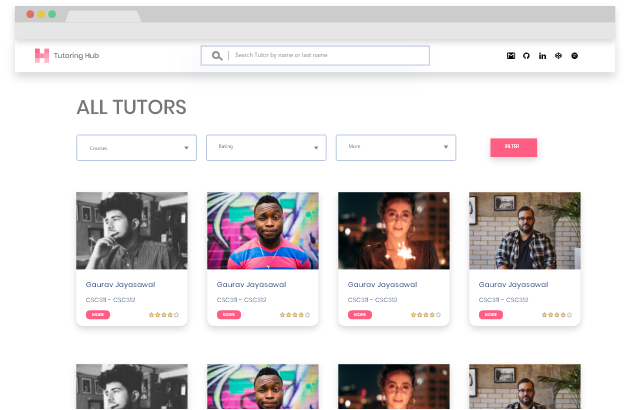 Tutoring Hub
Search Tutor by name or last name
ALL TUTORS
Courses
Rating
More
FILTER
Gaurav Jayasawal
Gaurav Jayasawal
Gaurav Jayasawal
Gaurav Jayasawal
CSC311 - CSC312
CSC311 - CSC312
CSC311 - CSC312
CSC311 - CSC312
MORE
MORE
MORE
MORE